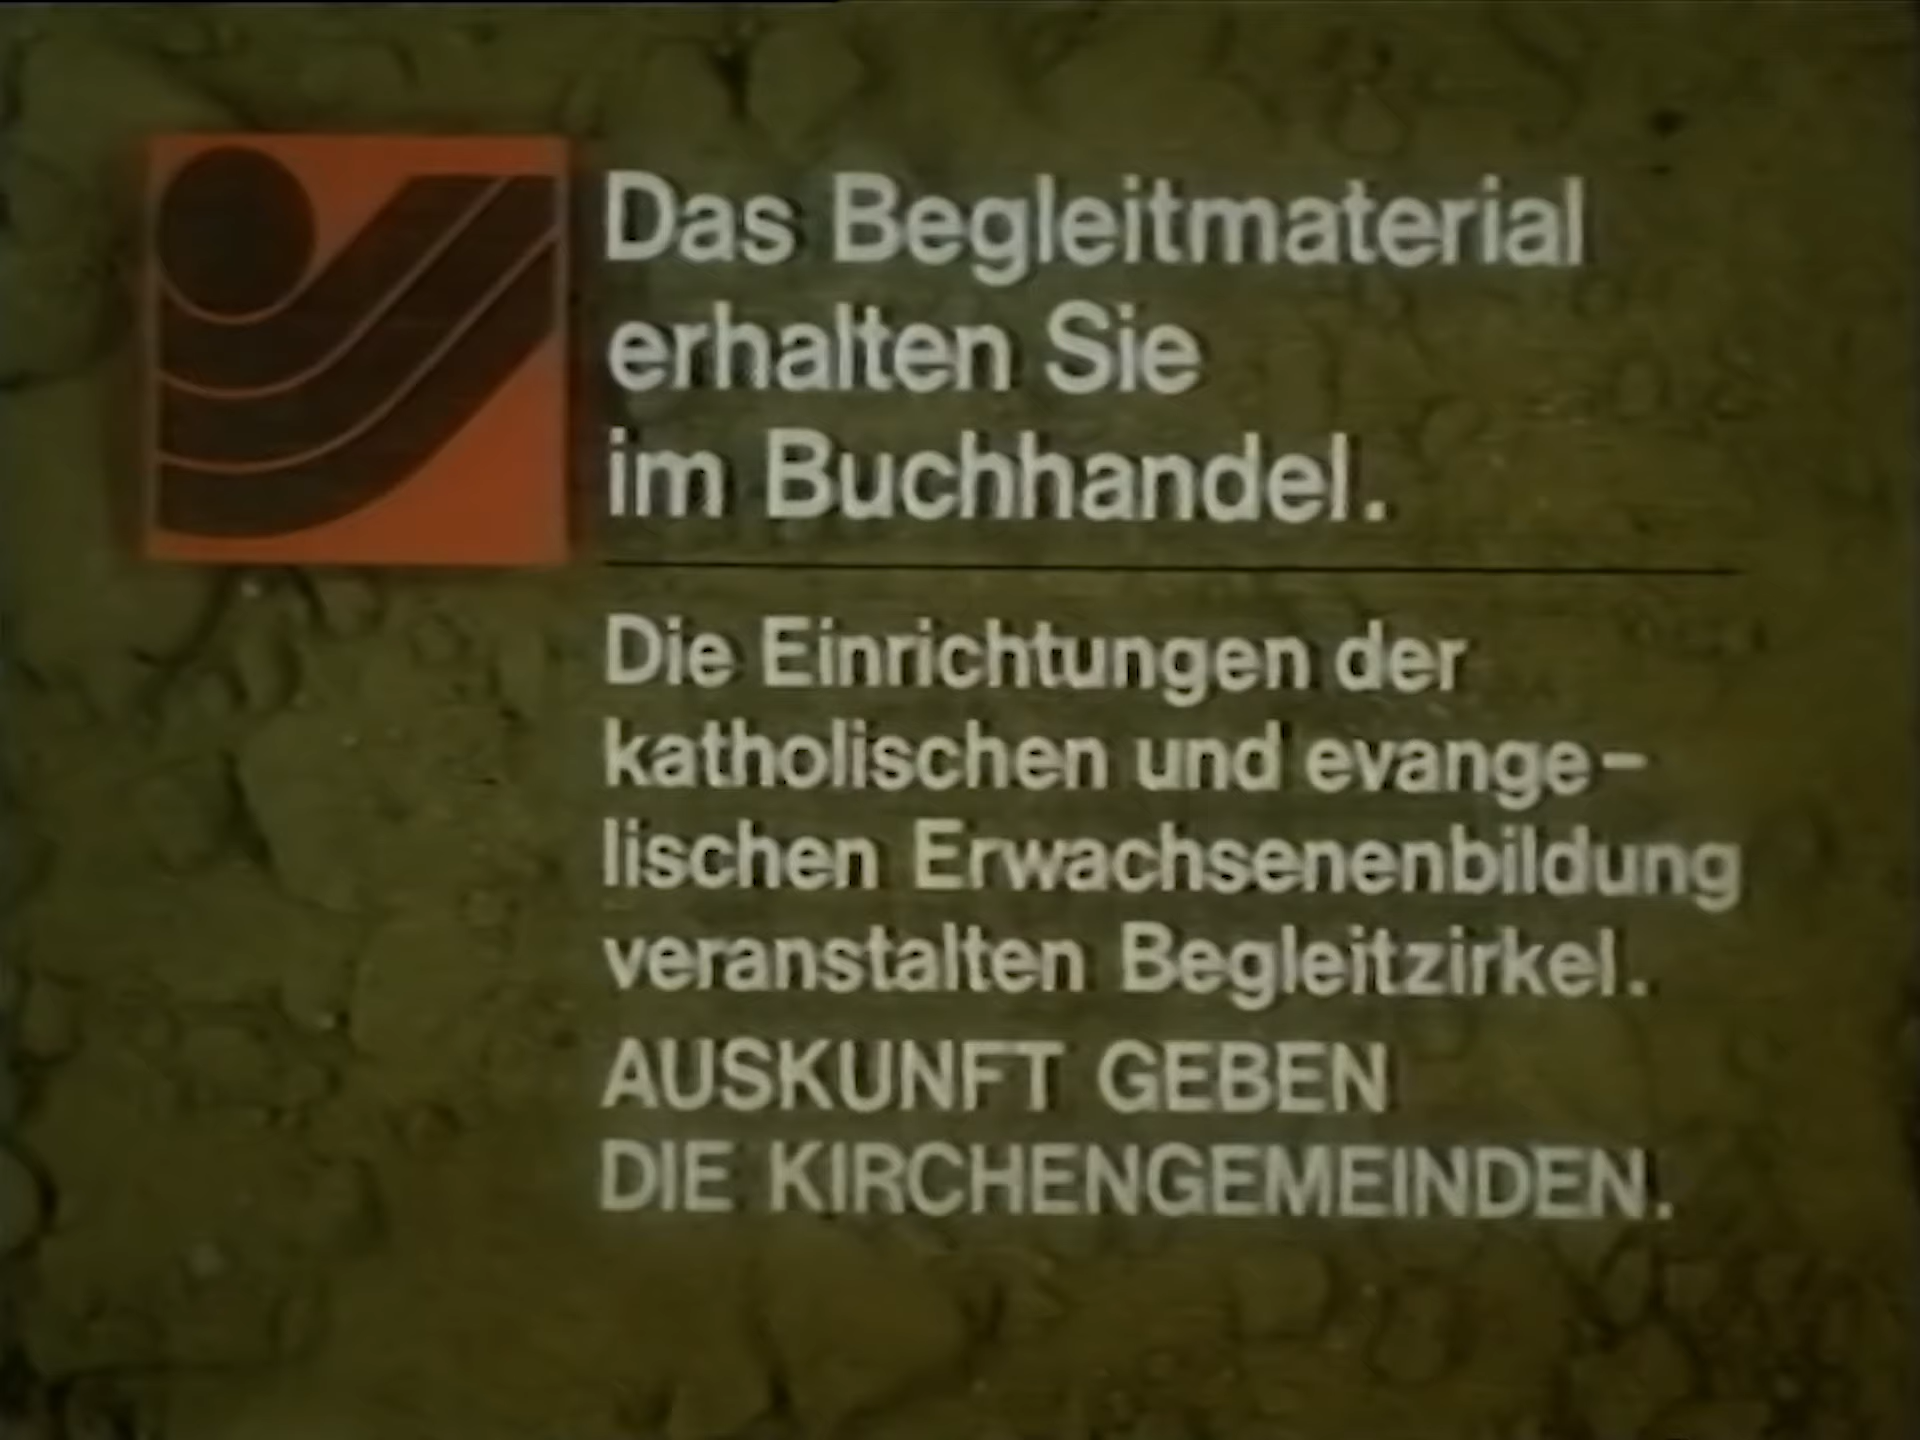 Das Begleitmaterial
erhalten Sie
im Buchhandel.
Die Einrichtungen der
katholischen und evange-
lischen Erwachsenenbildung
veranstalten Begleitzirkel.
AUSKUNFT GEBEN
DIE KIRCHENGEMEINDEN.